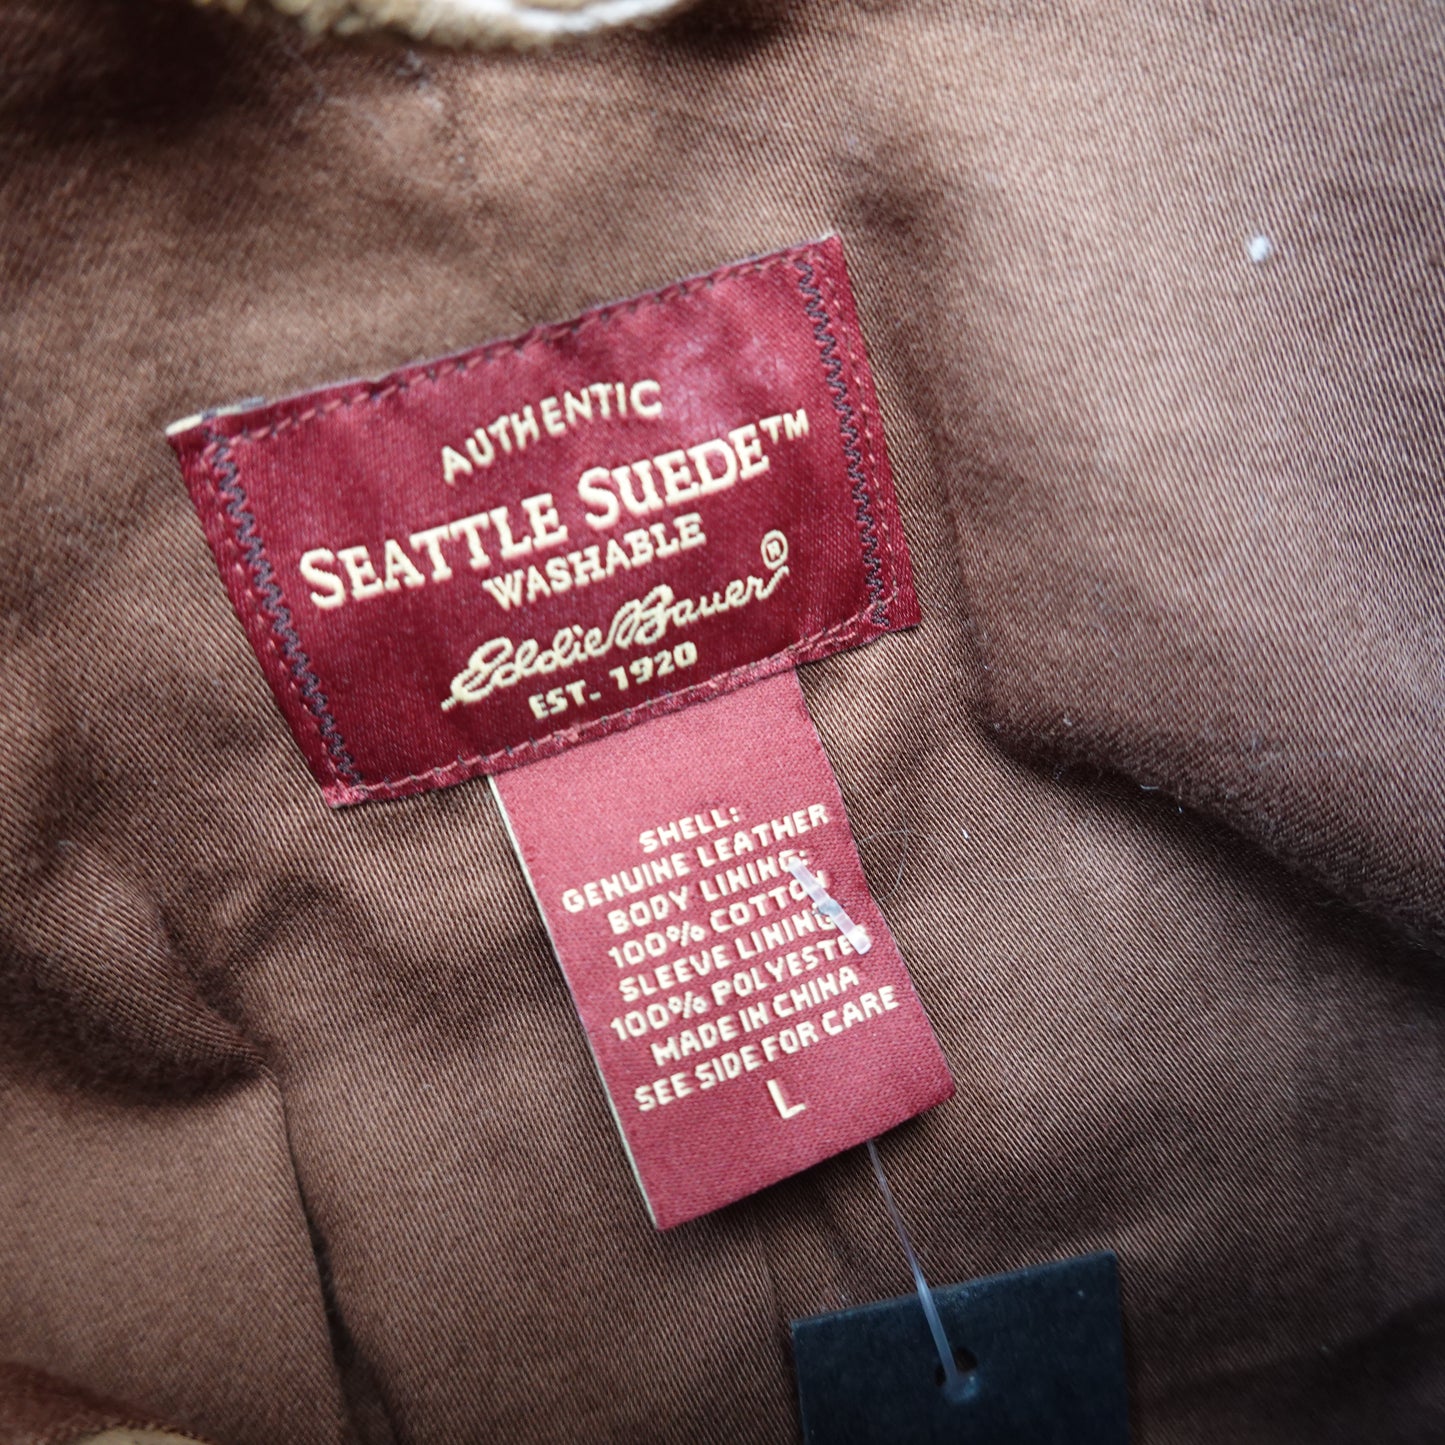 AUTHENTIC
SEATTLE SUEDE™
WASHABLE
Eddie Bauer®
EST. 1920
SHELL:
GENUINE LEATHER
BODY LINING:
100% COTTON
SLEEVE LINING:
100% POLYESTER
MADE IN CHINA
SEE SIDE FOR CARE
L